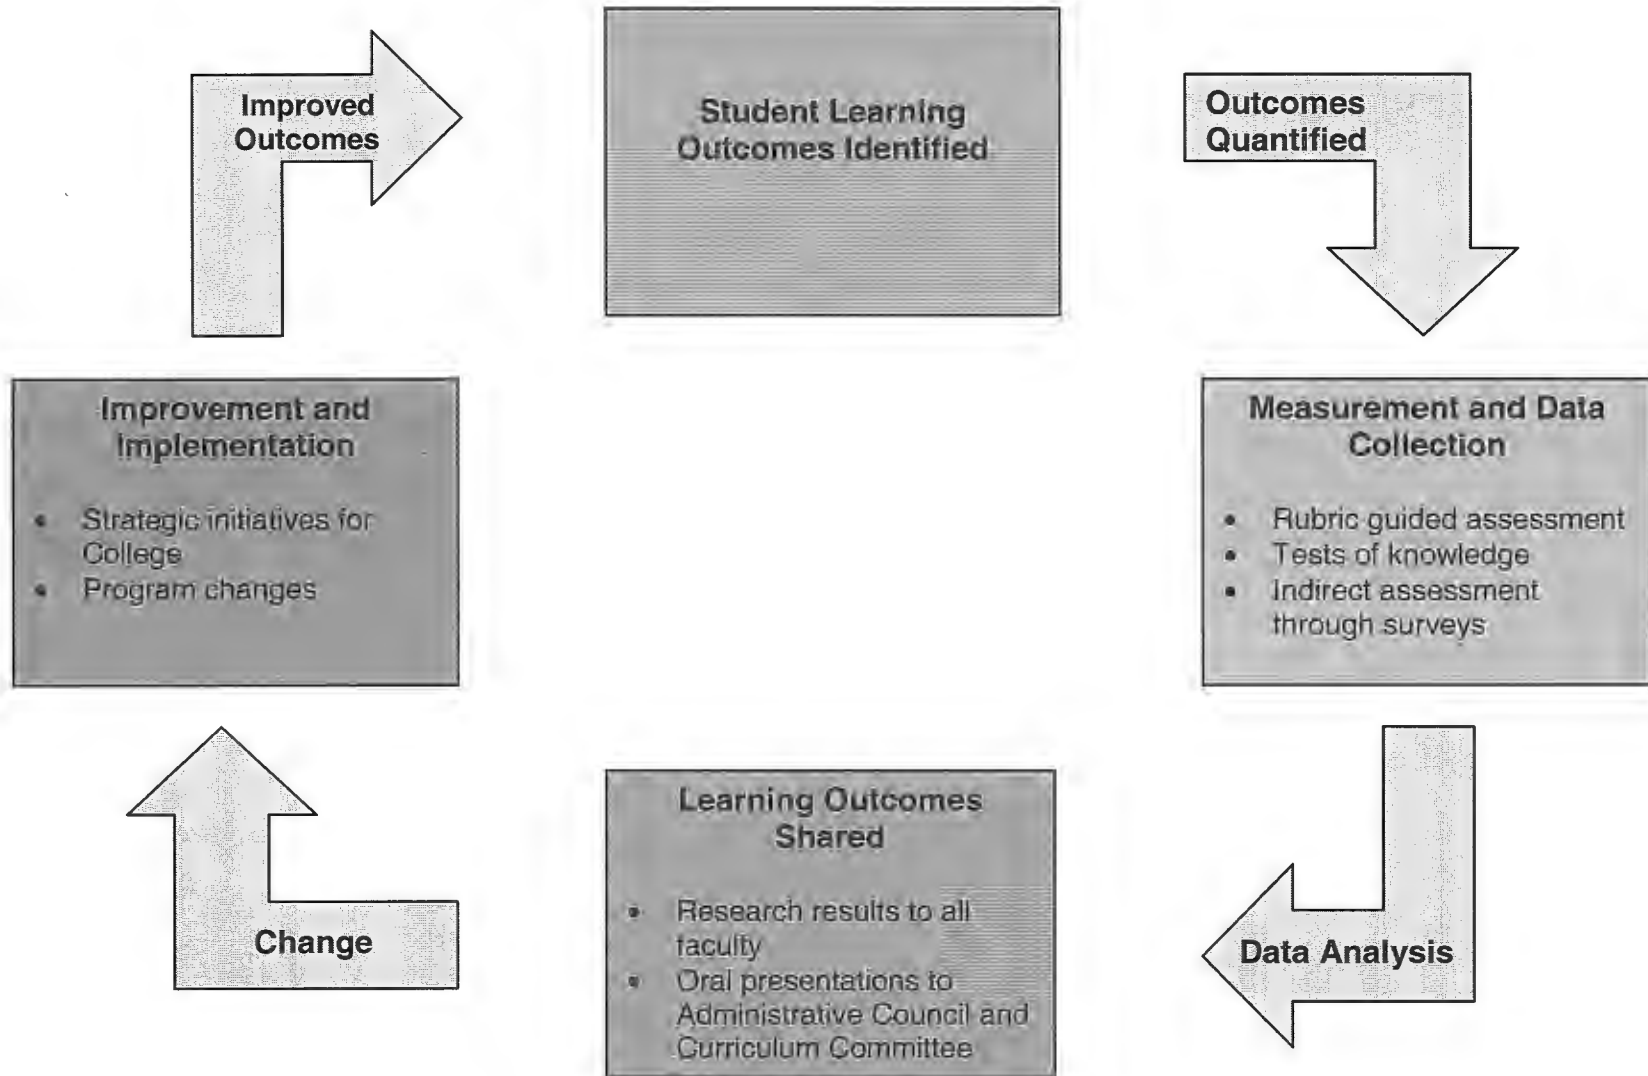 Improved
Outcomes
Student Learning
Outcomes Identified
Outcomes
Quantified
Improvement and
Implementation
• Strategic initiatives for
College
• Program changes
Measurement and Data
Collection
• Rubric guided assessment
• Tests of knowledge
• Indirect assessment
through surveys
Change
Learning Outcomes
Shared
• Research results to all
faculty
• Oral presentations to
Administrative Council and
Curriculum Committee
Data Analysis